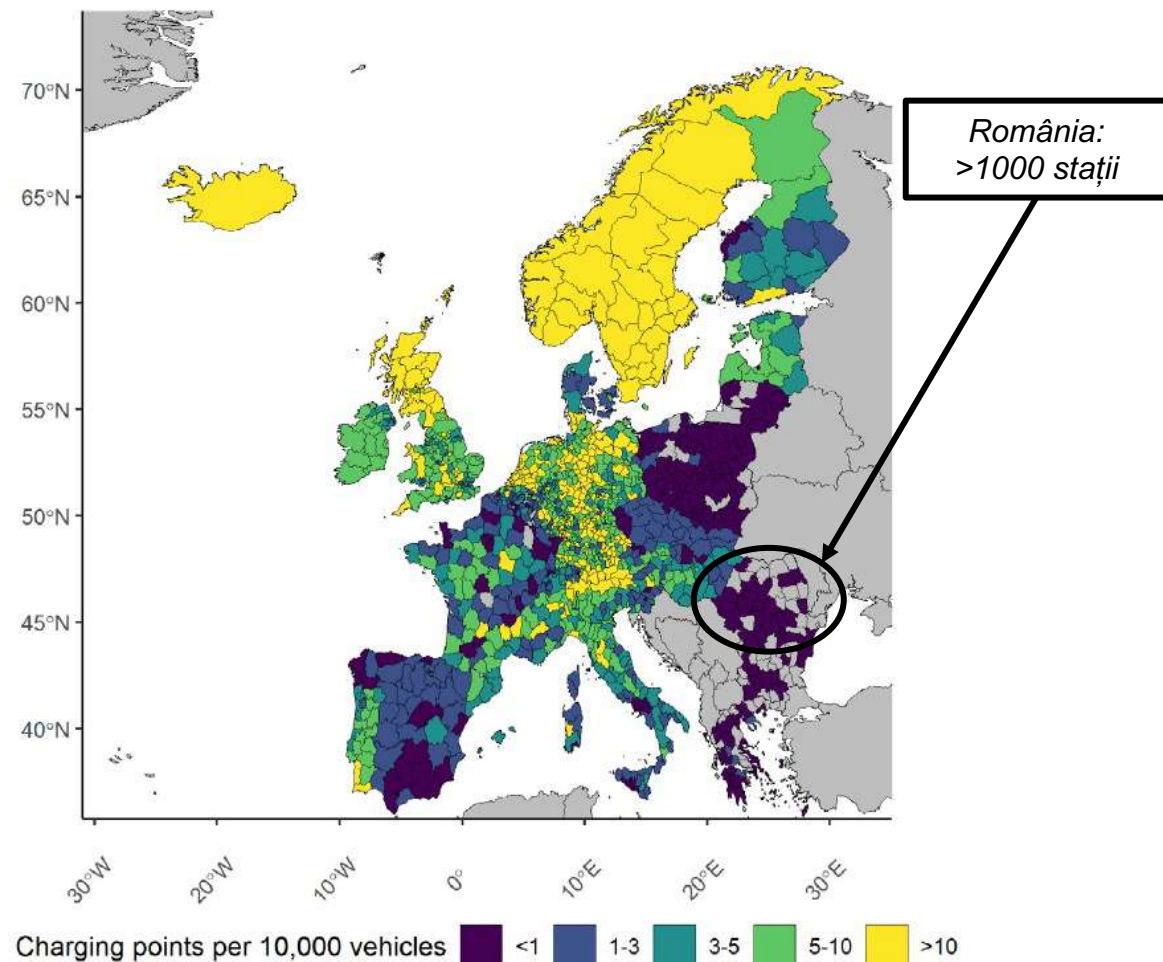 70°N
65°N
60°N
55°N
50°N
45°N
40°N
30°W
20°W
10°W
0°
10°E
20°E
30°E
România:
>1000 stații
Charging points per 10,000 vehicles <1 1-3 3-5 5-10 >10